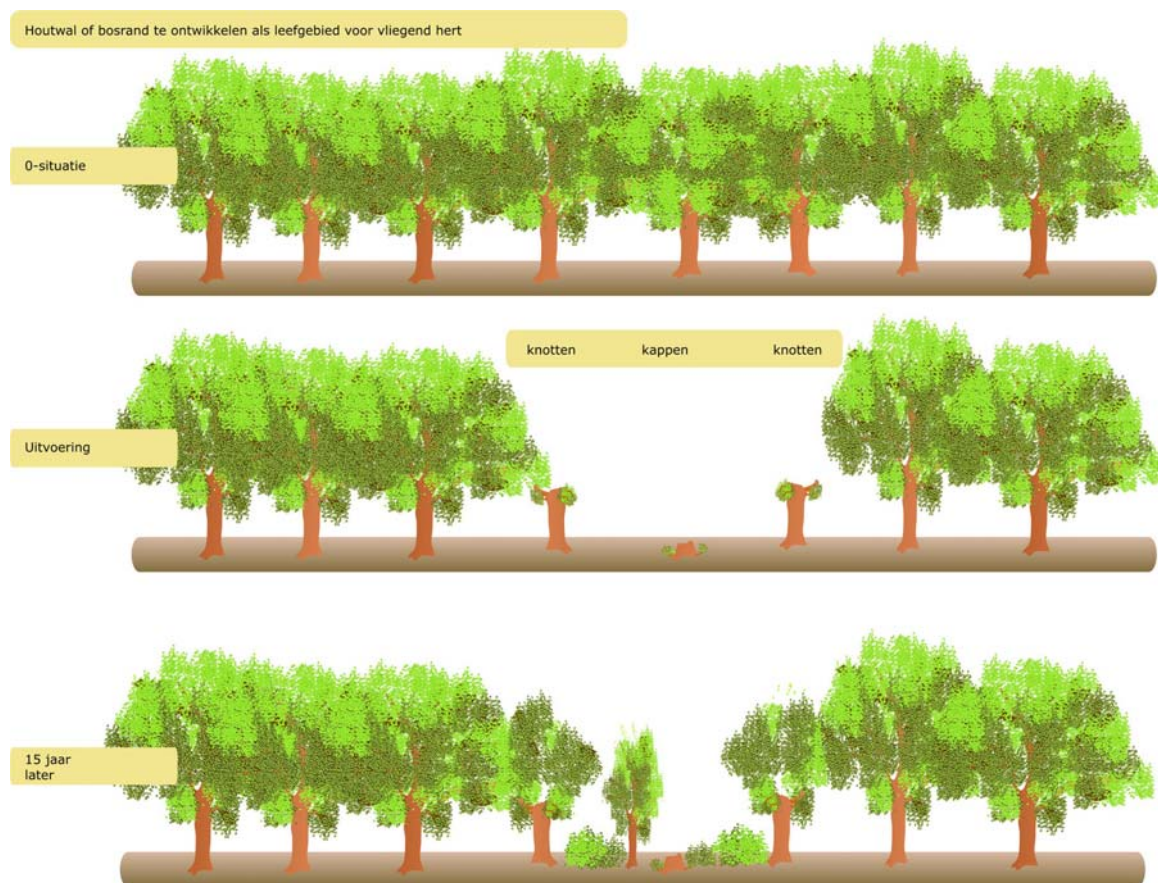 Houtwal of bosrand te ontwikkelen als leefgebied voor vliegend hert
0-situatie
knotten kappen knotten
Uitvoering
15 jaar
later